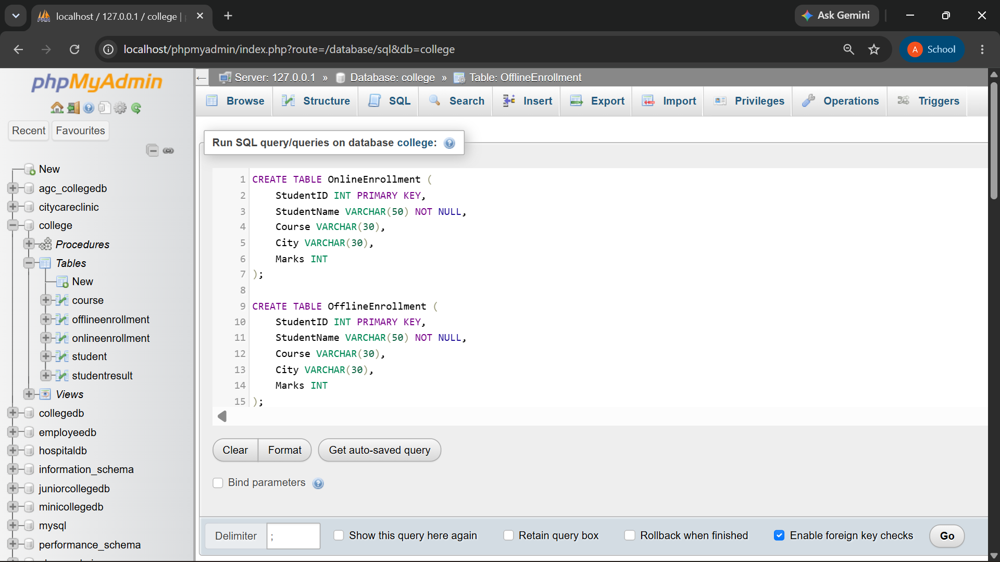 localhost / 127.0.0.1 / college |
Ask Gemini
localhost/phpmyadmin/index.php?route=/database/sql&db=college
A School
phpMyAdmin
Recent
Favourites
New
agc_collegedb
citycareclinic
college
Procedures
Tables
New
course
offlineenrollment
onlineenrollment
student
studentresult
Views
collegedb
employeedb
hospitaldb
information_schema
juniorcollegedb
minicollegedb
mysql
performance_schema
Server: 127.0.0.1 » Database: college » Table: OfflineEnrollment
Browse Structure SQL Search Insert Export Import Privileges Operations Triggers
Run SQL query/queries on database college:
1 CREATE TABLE OnlineEnrollment (
2 StudentID INT PRIMARY KEY,
3 StudentName VARCHAR(50) NOT NULL,
4 Course VARCHAR(30),
5 City VARCHAR(30),
6 Marks INT
7 );
8
9 CREATE TABLE OfflineEnrollment (
10 StudentID INT PRIMARY KEY,
11 StudentName VARCHAR(50) NOT NULL,
12 Course VARCHAR(30),
13 City VARCHAR(30),
14 Marks INT
15 );
Clear Format Get auto-saved query
Bind parameters
Delimiter ; Show this query here again Retain query box Rollback when finished Enable foreign key checks Go